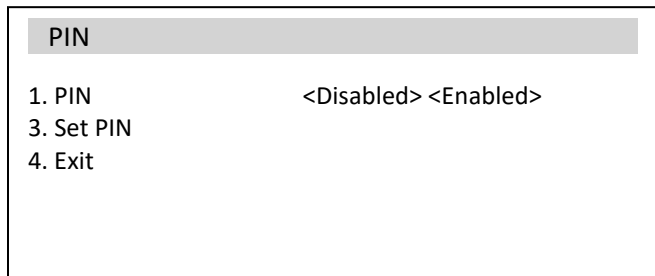 PIN
1. PIN <Disabled> <Enabled>
3. Set PIN
4. Exit